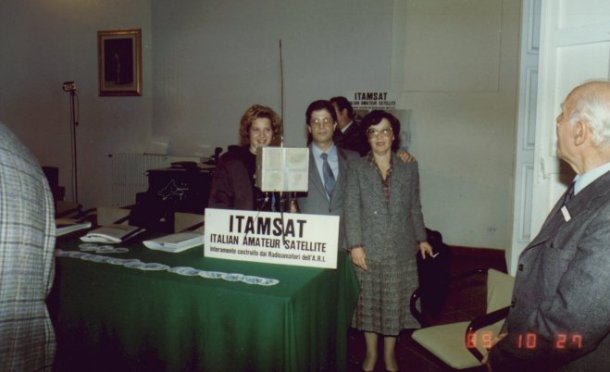 ITAMSAT
ITAMSAT
ITALIAN AMATEUR SATELLITE
Interamente costruito dai Radioamatori dell'A.R.I.
89 10 27